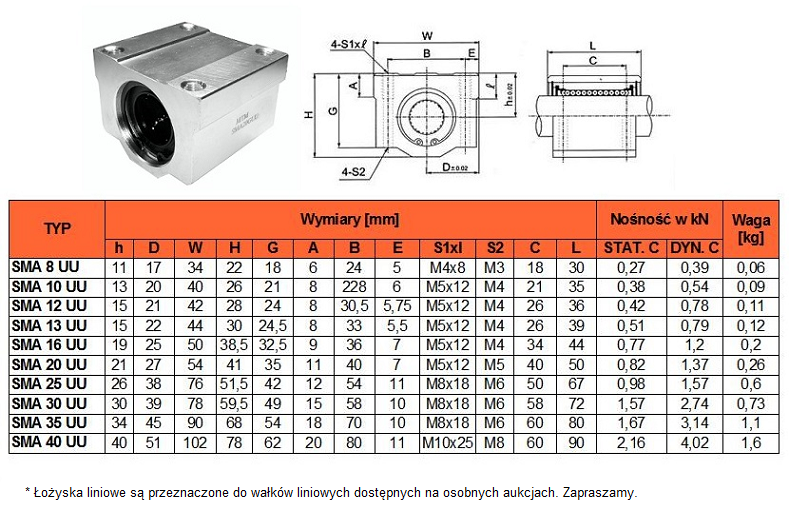 4-S1xℓ
W
B
E
A
H
G
ℓ
h±0.02
4-S2
D±0.02
L
C
TYP
Wymiary [mm]
Nośność w kN
Waga [kg]
h D W H G A B E S1xl S2 C L STAT. C DYN. C
SMA 8 UU 11 17 34 22 18 6 24 5 M4x8 M3 18 30 0,27 0,39 0,06
SMA 10 UU 13 20 40 26 21 8 228 6 M5x12 M4 21 35 0,38 0,54 0,09
SMA 12 UU 15 21 42 28 24 8 30,5 5,75 M5x12 M4 26 36 0,42 0,78 0,11
SMA 13 UU 15 22 44 30 24,5 8 33 5,5 M5x12 M4 26 39 0,51 0,79 0,12
SMA 16 UU 19 25 50 38,5 32,5 9 36 7 M5x12 M4 34 44 0,77 1,2 0,2
SMA 20 UU 21 27 54 41 35 11 40 7 M5x12 M5 40 50 0,82 1,37 0,26
SMA 25 UU 26 38 76 51,5 42 12 54 11 M8x18 M6 50 67 0,98 1,57 0,6
SMA 30 UU 30 39 78 59,5 49 15 58 10 M8x18 M6 58 72 1,57 2,74 0,73
SMA 35 UU 34 45 90 68 54 18 70 10 M8x18 M6 60 80 1,67 3,14 1,1
SMA 40 UU 40 51 102 78 62 20 80 11 M10x25 M8 60 90 2,16 4,02 1,6
* Łożyska liniowe są przeznaczone do wałków liniowych dostępnych na osobnych aukcjach. Zapraszamy.